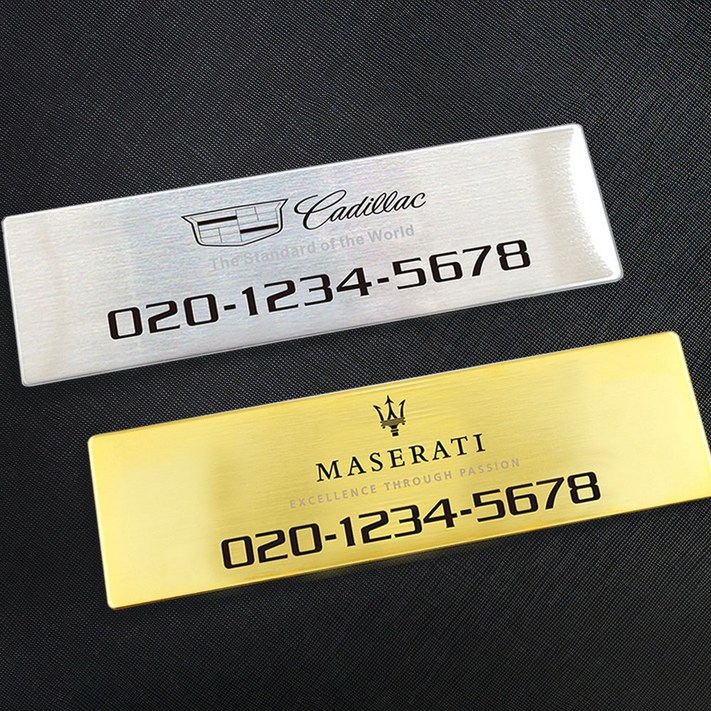 Cadillac
The Standard of the World
020-1234-5678
MASERATI
EXCELLENCE THROUGH PASSION
020-1234-5678